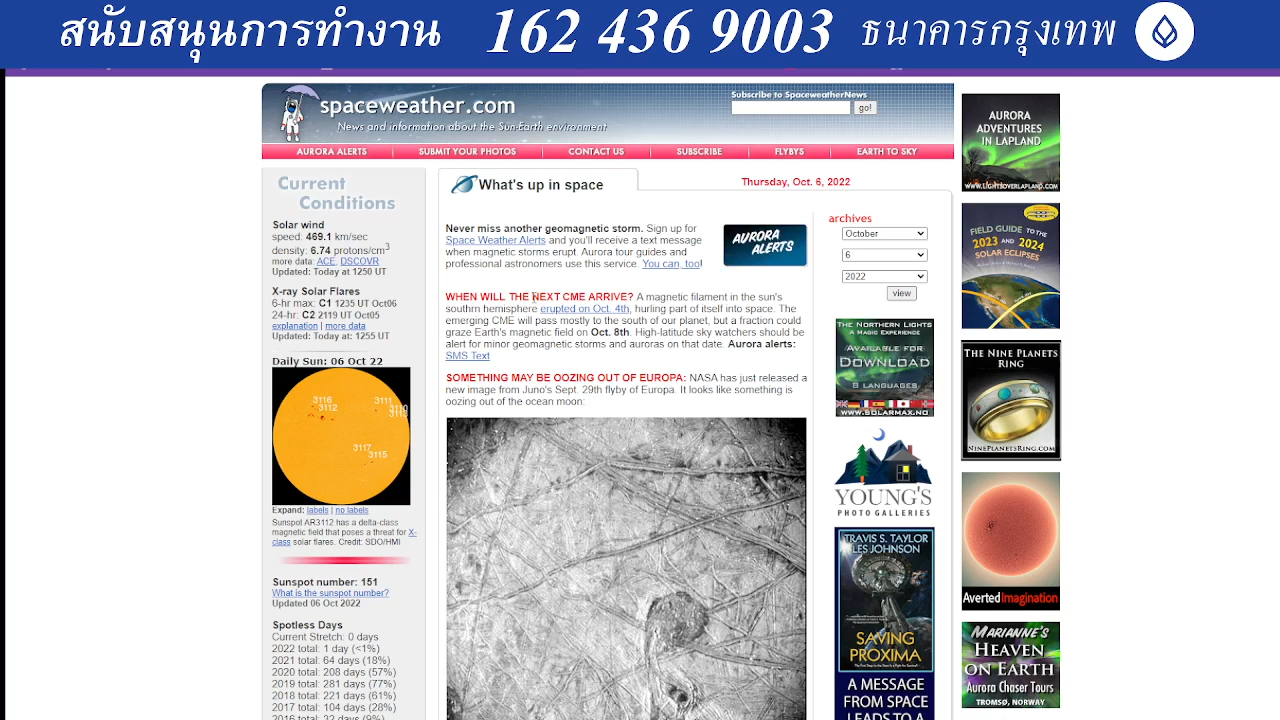 สนับสนุนการทำงาน 162 436 9003 ธนาคารกรุงเทพ
spaceweather.com
News and information about the Sun-Earth environment
Subscribe to SpaceweatherNews
go!
AURORA ALERTS
SUBMIT YOUR PHOTOS
CONTACT US
SUBSCRIBE
FLYBYS
EARTH TO SKY
Current
Conditions
Solar wind
speed: 469.1 km/sec
density: 6.74 protons/cm3
more data: ACE, DSCOVR
Updated: Today at 1250 UT
X-ray Solar Flares
6-hr max: C1 1235 UT Oct06
24-hr: C2 2119 UT Oct05
explanation | more data
Updated: Today at 1255 UT
Daily Sun: 06 Oct 22
3116
3112
3111
3117
3115
Expand: labels | no labels
Sunspot AR3112 has a delta-class
magnetic field that poses a threat for X-
class solar flares. Credit: SDO/HMI
Sunspot number: 151
What is the sunspot number?
Updated 06 Oct 2022
Spotless Days
Current Stretch: 0 days
2022 total: 1 day (<1%)
2021 total: 64 days (18%)
2020 total: 208 days (57%)
2019 total: 281 days (77%)
2018 total: 221 days (61%)
2017 total: 104 days (28%)
2016 total: 32 days (9%)
What's up in space
Thursday, Oct. 6, 2022
Never miss another geomagnetic storm. Sign up for
Space Weather Alerts and you'll receive a text message
when magnetic storms erupt. Aurora tour guides and
professional astronomers use this service. You can, too!
AURORA
ALERTS
WHEN WILL THE NEXT CME ARRIVE? A magnetic filament in the sun's
southrn hemisphere erupted on Oct. 4th, hurling part of itself into space. The
emerging CME will pass mostly to the south of our planet, but a fraction could
graze Earth's magnetic field on Oct. 8th. High-latitude sky watchers should be
alert for minor geomagnetic storms and auroras on that date. Aurora alerts:
SMS Text
SOMETHING MAY BE OOZING OUT OF EUROPA: NASA has just released a
new image from Juno's Sept. 29th flyby of Europa. It looks like something is
oozing out of the ocean moon:
archives
October
6
2022
view
THE NORTHERN LIGHTS
A MAGIC EXPERIENCE
AVAILABLE FOR
DOWNLOAD
8 LANGUAGES
WWW.SOLARMAX.NO
YOUNG'S
PHOTO GALLERIES
TRAVIS S. TAYLOR
LES JOHNSON
SAVING
PROXIMA
A MESSAGE
FROM SPACE
LEADS TO A
AURORA
ADVENTURES
IN LAPLAND
WWW.LIGHTSOVERLAPLAND.COM
FIELD GUIDE TO THE
2023 AND 2024
SOLAR ECLIPSES
THE NINE PLANETS
RING
NINEPLANETSRING.COM
AvertedImagination
MARIANNE'S
HEAVEN
ON EARTH
Aurora Chaser Tours
TROMSØ, NORWAY